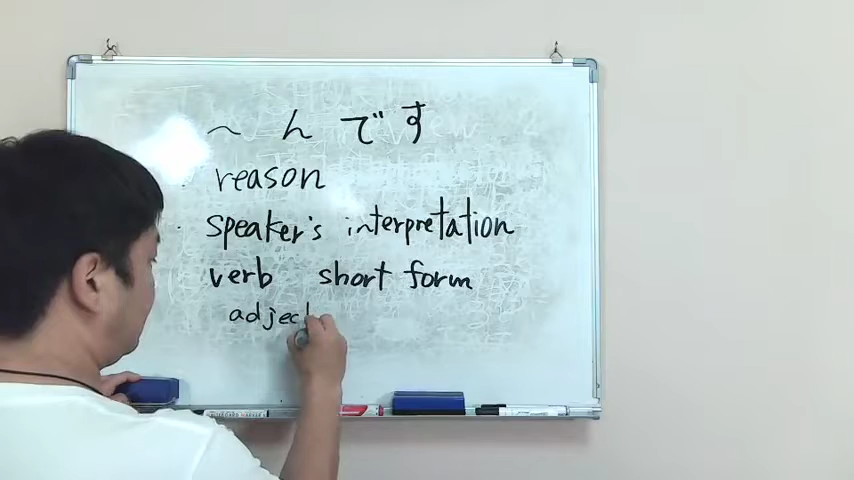 ～んです
reason
speaker's interpretation
verb short form
adject